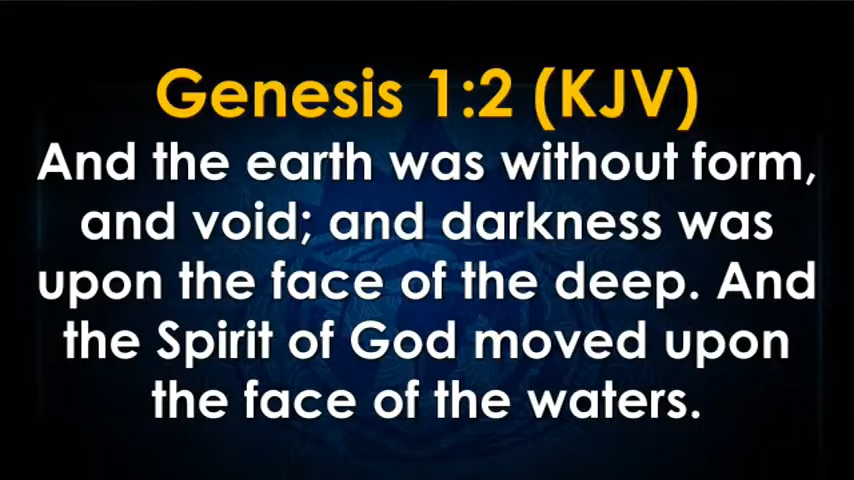 Genesis 1:2 (KJV)
And the earth was without form,
and void; and darkness was
upon the face of the deep. And
the Spirit of God moved upon
the face of the waters.